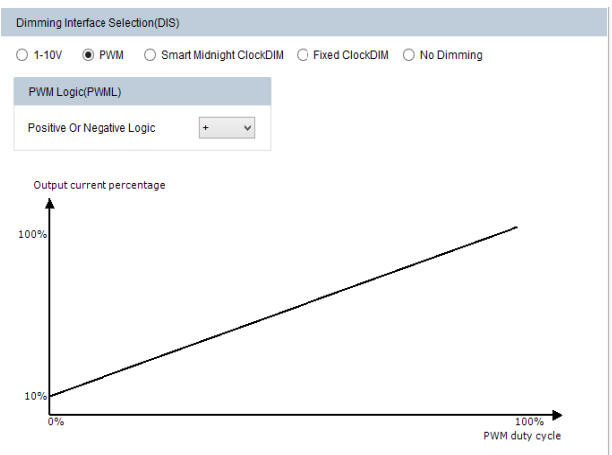 Dimming Interface Selection(DIS)
1-10V PWM Smart Midnight ClockDIM Fixed ClockDIM No Dimming
PWM Logic(PWML)
Positive Or Negative Logic +
Output current percentage
100%
10%
0% 100%
PWM duty cycle